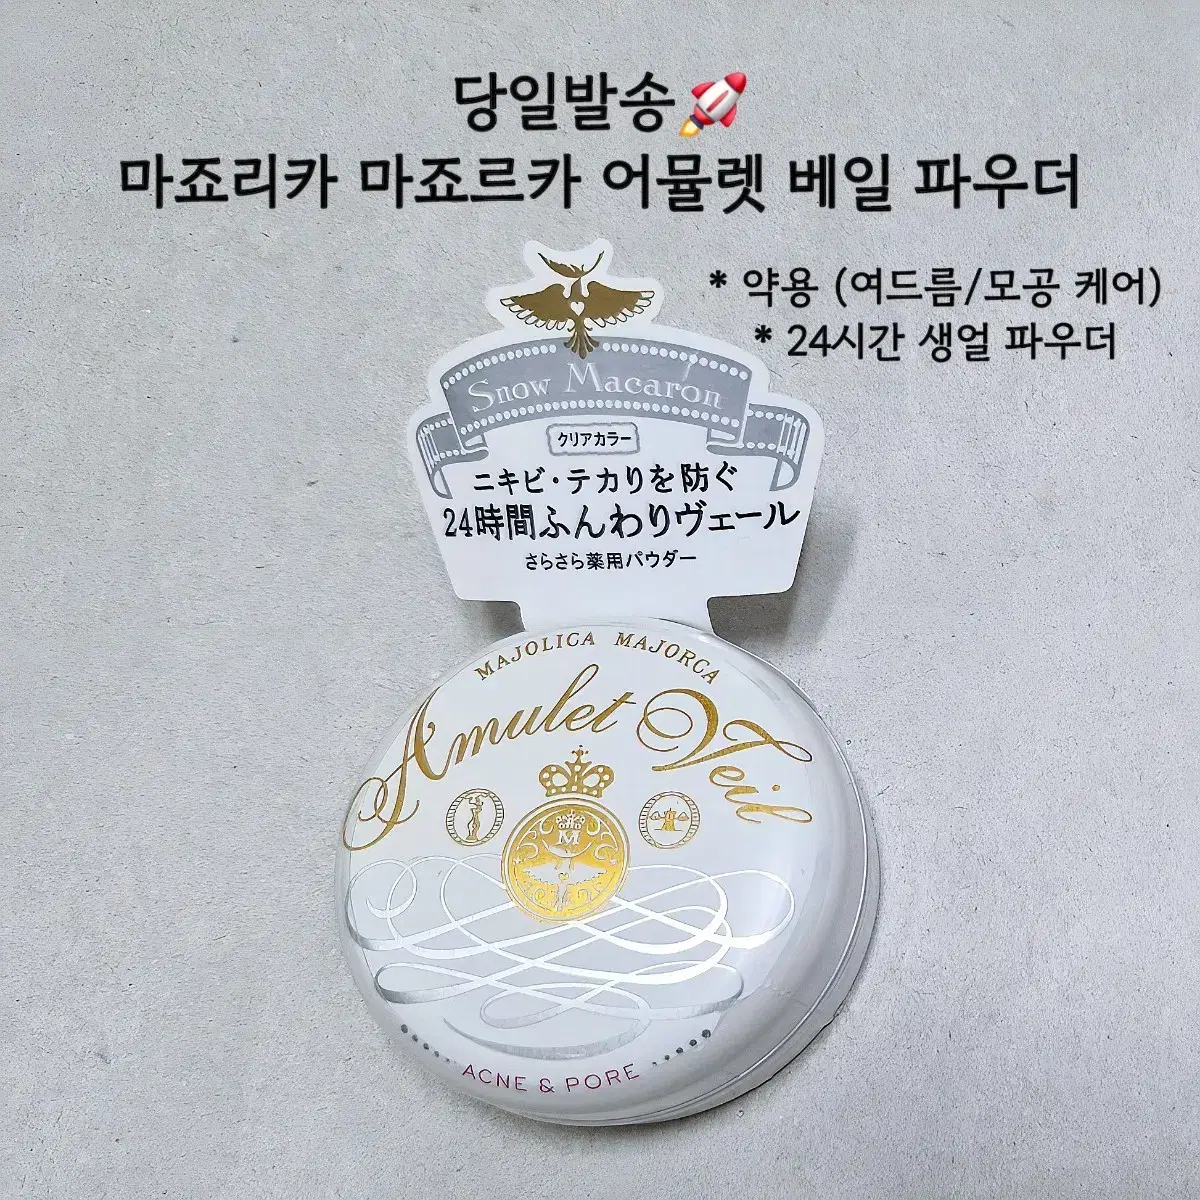 당일발송🚀
마죠리카 마죠르카 어뮬렛 베일 파우더
* 약용 (여드름/모공 케어)
* 24시간 생얼 파우더
Snow Macaron
クリアカラー
ニキビ・テカりを防ぐ
24時間ふんわりヴェール
さらさら薬用パウダー
MAJOLICA MAJORCA
Amulet Veil
M
ACNE & PORE